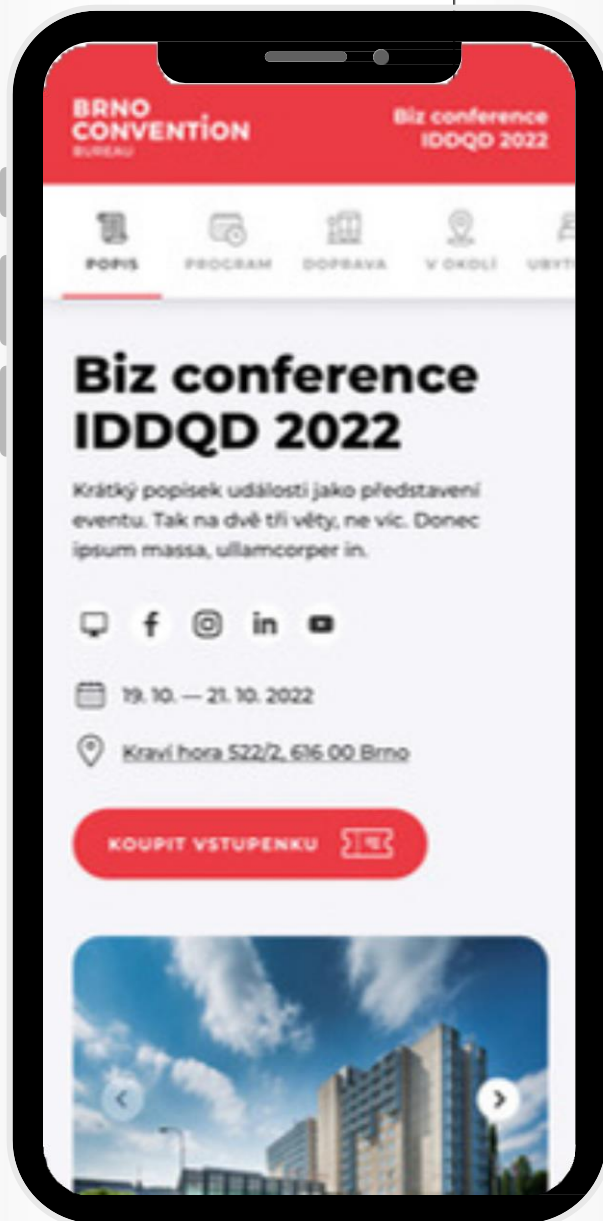 BRNO
CONVENTION
BUREAU
Biz conference
IDDQD 2022
POPIS
PROGRAM
DOPRAVA
V OKOLÍ
UBYT
Biz conference
IDDQD 2022
Krátký popisek události jako představení
eventu. Tak na dvě tři věty, ne víc. Donec
ipsum massa, ullamcorper in.
19. 10. — 21. 10. 2022
Kraví hora 522/2, 616 00 Brno
KOUPIT VSTUPENKU